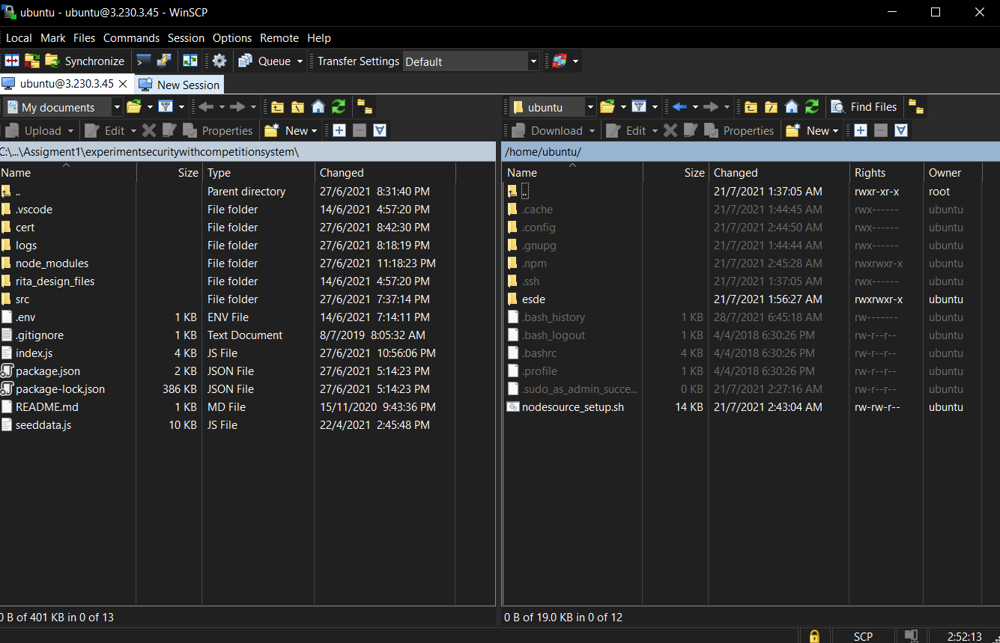 ubuntu - ubuntu@3.230.3.45 - WinSCP
Local Mark Files Commands Session Options Remote Help
Synchronize Queue Transfer Settings Default
ubuntu@3.230.3.45 New Session
My documents
Upload Edit Properties New
C:\...\Assigment1\experimentsecuritywithcompetitionsystem\
Name Size Type Changed
.. Parent directory 27/6/2021 8:31:40 PM
.vscode File folder 14/6/2021 4:57:20 PM
cert File folder 27/6/2021 8:42:30 PM
logs File folder 27/6/2021 8:18:19 PM
node_modules File folder 27/6/2021 11:18:23 PM
rita_design_files File folder 14/6/2021 4:57:20 PM
src File folder 27/6/2021 7:37:14 PM
.env 1 KB ENV File 14/6/2021 7:14:11 PM
.gitignore 1 KB Text Document 8/7/2019 8:05:32 AM
index.js 4 KB JS File 27/6/2021 10:56:06 PM
package.json 2 KB JSON File 27/6/2021 5:14:23 PM
package-lock.json 386 KB JSON File 27/6/2021 5:14:23 PM
README.md 1 KB MD File 15/11/2020 9:43:36 PM
seeddata.js 10 KB JS File 22/4/2021 2:45:48 PM
0 B of 401 KB in 0 of 13
ubuntu Find Files
Download Edit Properties New
/home/ubuntu/
Name Size Changed Rights Owner
.. 21/7/2021 1:37:05 AM rwxr-xr-x root
.cache 21/7/2021 1:44:45 AM rwx------ ubuntu
.config 21/7/2021 2:44:50 AM rwx------ ubuntu
.gnupg 21/7/2021 1:44:44 AM rwx------ ubuntu
.npm 21/7/2021 2:45:28 AM rwxrwxr-x ubuntu
.ssh 21/7/2021 1:37:05 AM rwx------ ubuntu
esde 21/7/2021 1:56:27 AM rwxrwxr-x ubuntu
.bash_history 1 KB 28/7/2021 6:45:18 AM rw------- ubuntu
.bash_logout 1 KB 4/4/2018 6:30:26 PM rw-r--r-- ubuntu
.bashrc 4 KB 4/4/2018 6:30:26 PM rw-r--r-- ubuntu
.profile 1 KB 4/4/2018 6:30:26 PM rw-r--r-- ubuntu
.sudo_as_admin_succe... 0 KB 21/7/2021 2:27:16 AM rw-r--r-- ubuntu
nodesource_setup.sh 14 KB 21/7/2021 2:43:04 AM rw-rw-r-- ubuntu
0 B of 19.0 KB in 0 of 12
SCP 2:52:13